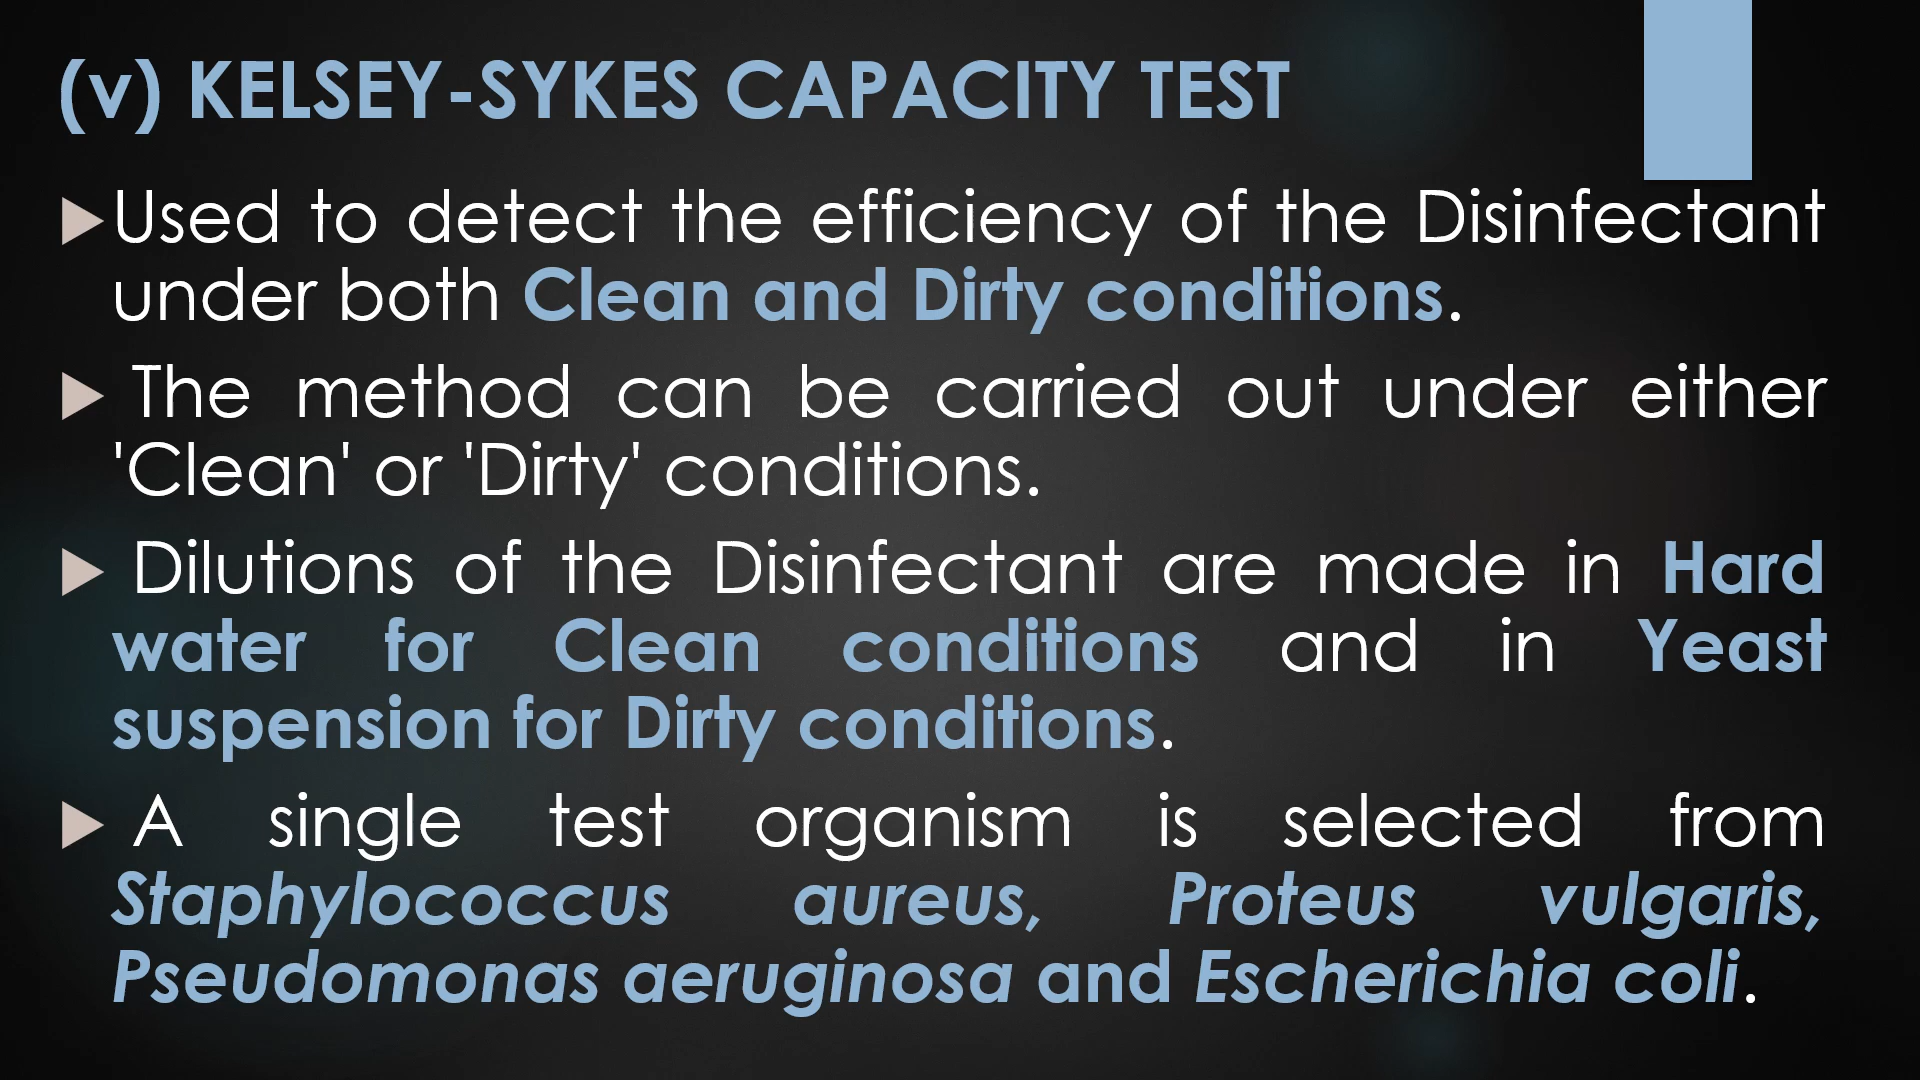 (v) KELSEY-SYKES CAPACITY TEST
Used to detect the efficiency of the Disinfectant
under both Clean and Dirty conditions.
The method can be carried out under either
'Clean' or 'Dirty' conditions.
Dilutions of the Disinfectant are made in Hard
water for Clean conditions and in Yeast
suspension for Dirty conditions.
A single test organism is selected from
Staphylococcus aureus, Proteus vulgaris,
Pseudomonas aeruginosa and Escherichia coli.